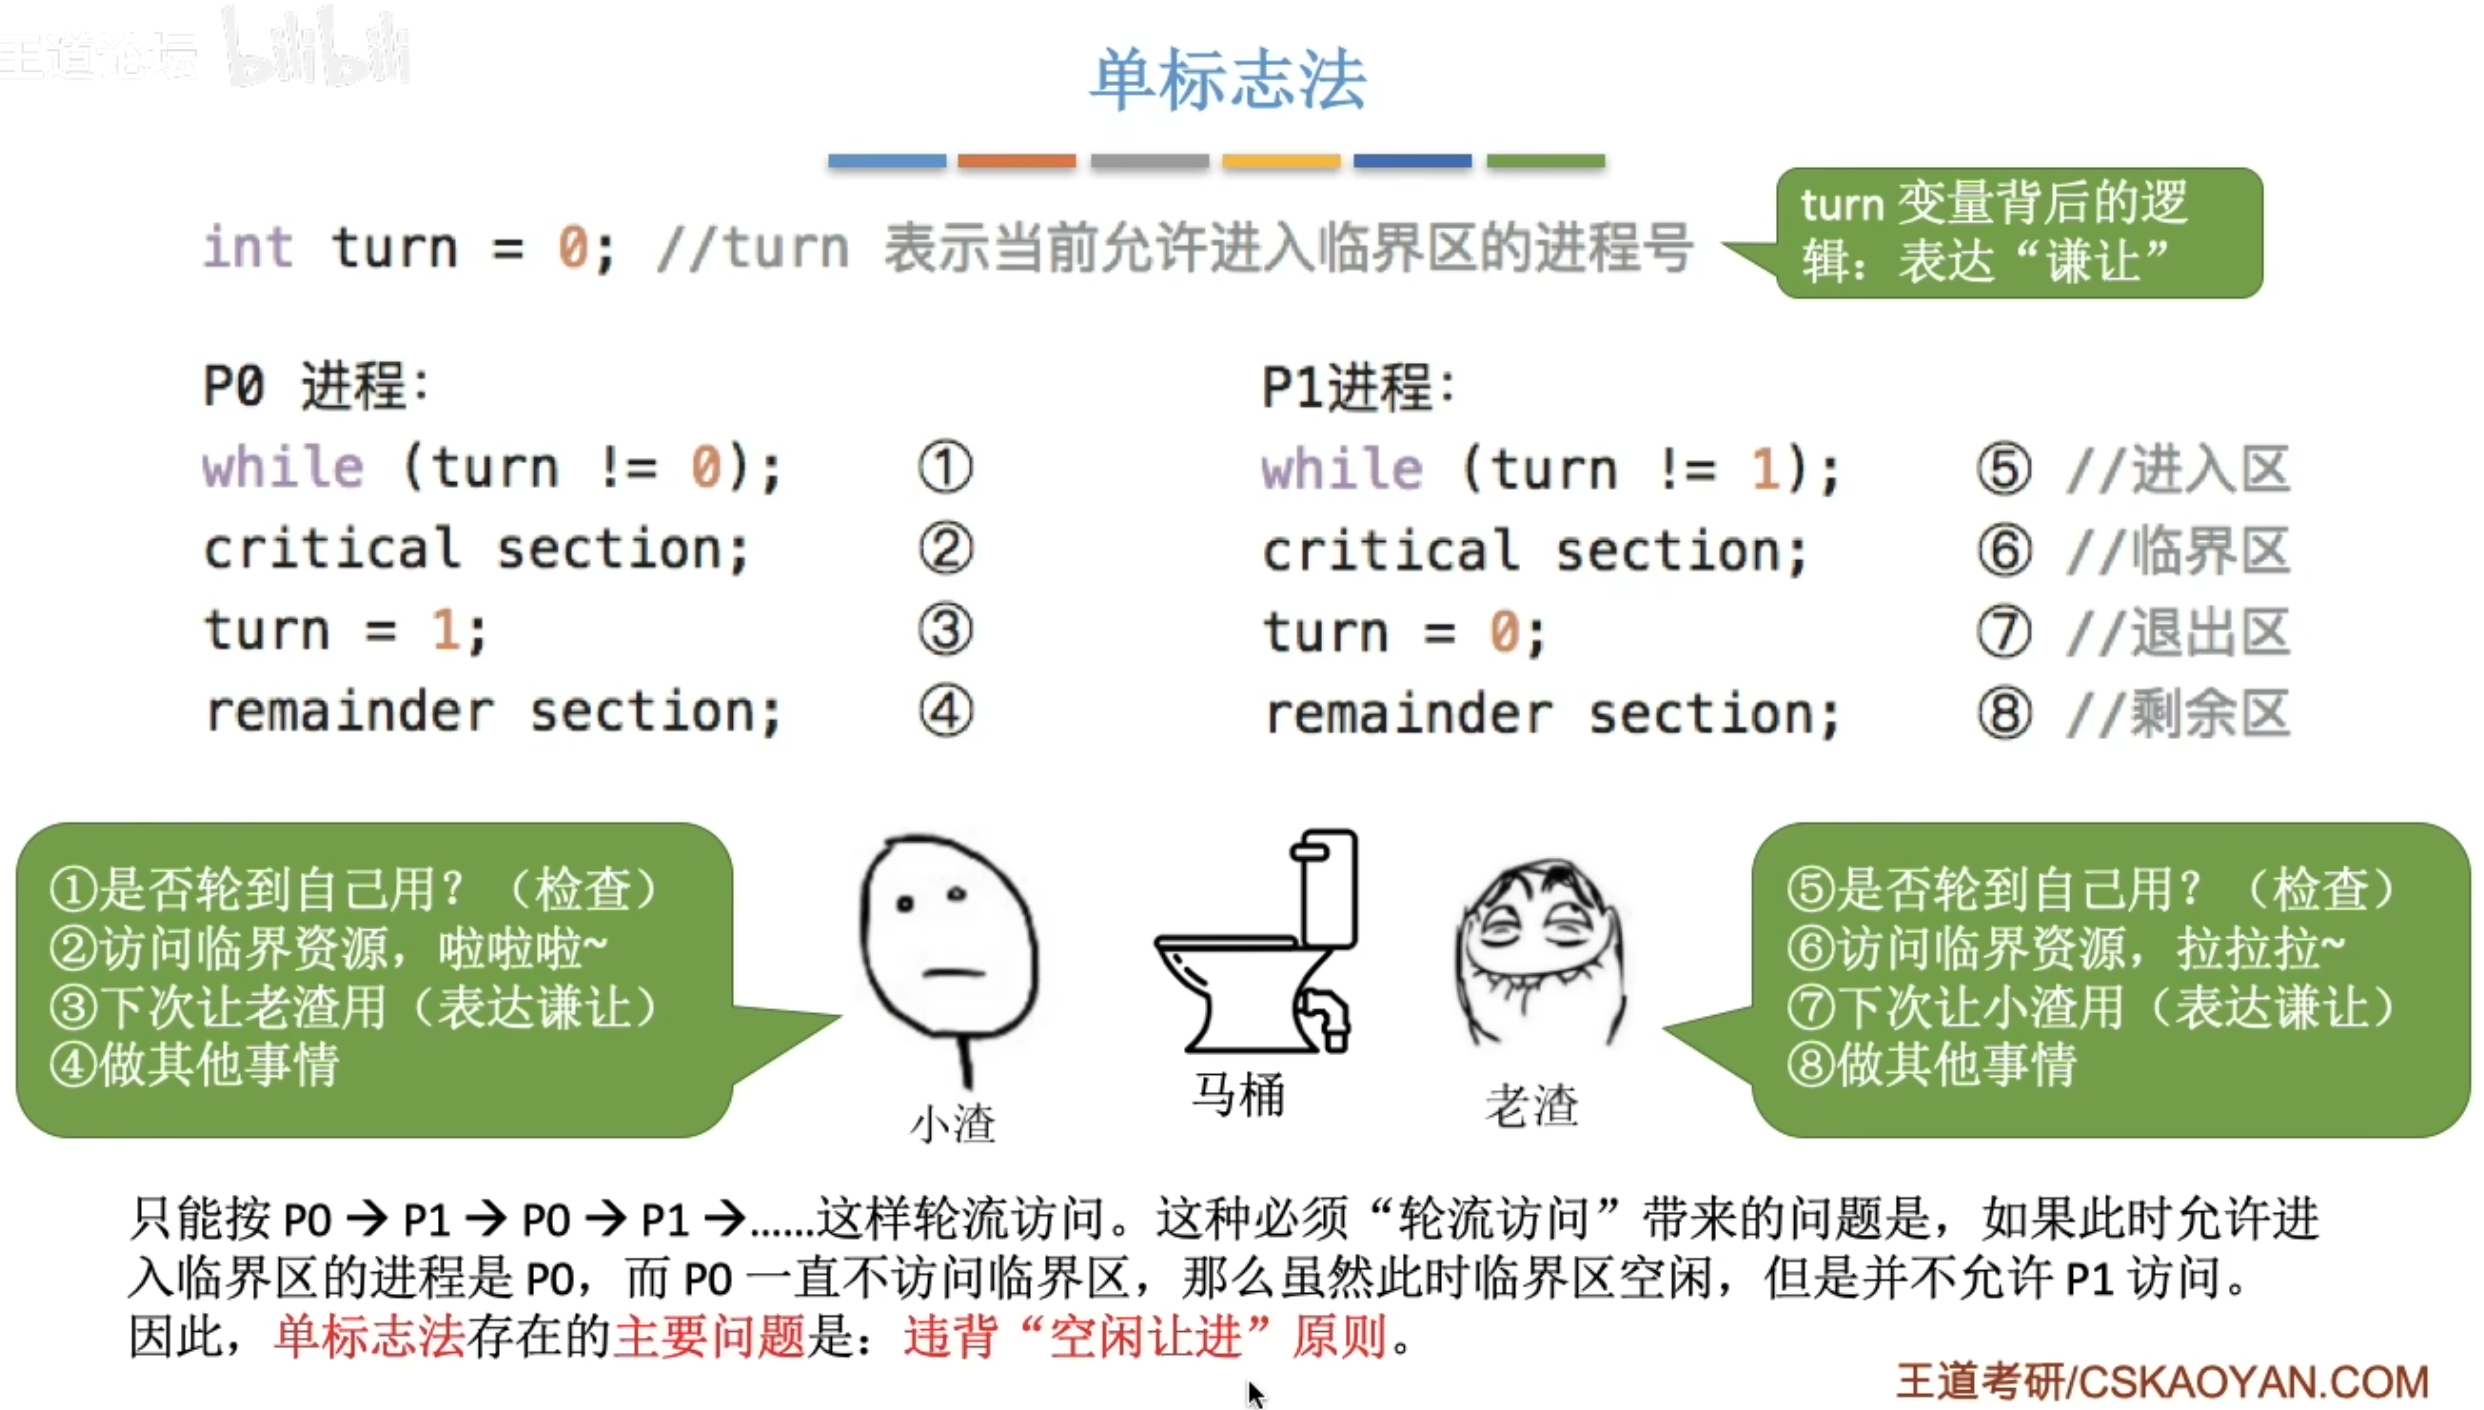 王道论坛 bilibili
单标志法
int turn = 0; //turn 表示当前允许进入临界区的进程号
turn 变量背后的逻
辑：表达“谦让”
P0 进程：
while (turn != 0); ①
critical section; ②
turn = 1; ③
remainder section; ④
P1进程：
while (turn != 1); ⑤ //进入区
critical section; ⑥ //临界区
turn = 0; ⑦ //退出区
remainder section; ⑧ //剩余区
①是否轮到自己用？（检查）
②访问临界资源，啦啦啦~
③下次让老渣用（表达谦让）
④做其他事情
小渣
马桶
老渣
⑤是否轮到自己用？（检查）
⑥访问临界资源，拉拉拉~
⑦下次让小渣用（表达谦让）
⑧做其他事情
只能按 P0 → P1 → P0 → P1 →……这样轮流访问。这种必须“轮流访问”带来的问题是，如果此时允许进
入临界区的进程是 P0，而 P0 一直不访问临界区，那么虽然此时临界区空闲，但是并不允许 P1 访问。
因此，单标志法存在的主要问题是：违背“空闲让进”原则。
王道考研/CSKAOYAN.COM